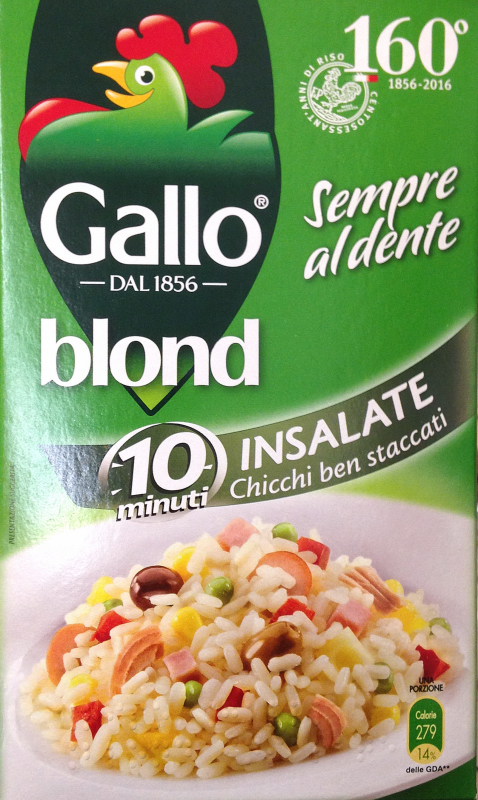 160°
1856-2016
CENTOSESSANT'ANNI DI RISO
Gallo®
DAL 1856
Sempre
al dente
blond
10
minuti
INSALATE
Chicchi ben staccati
UNA
PORZIONE
Calorie
279
14%
delle GDA**